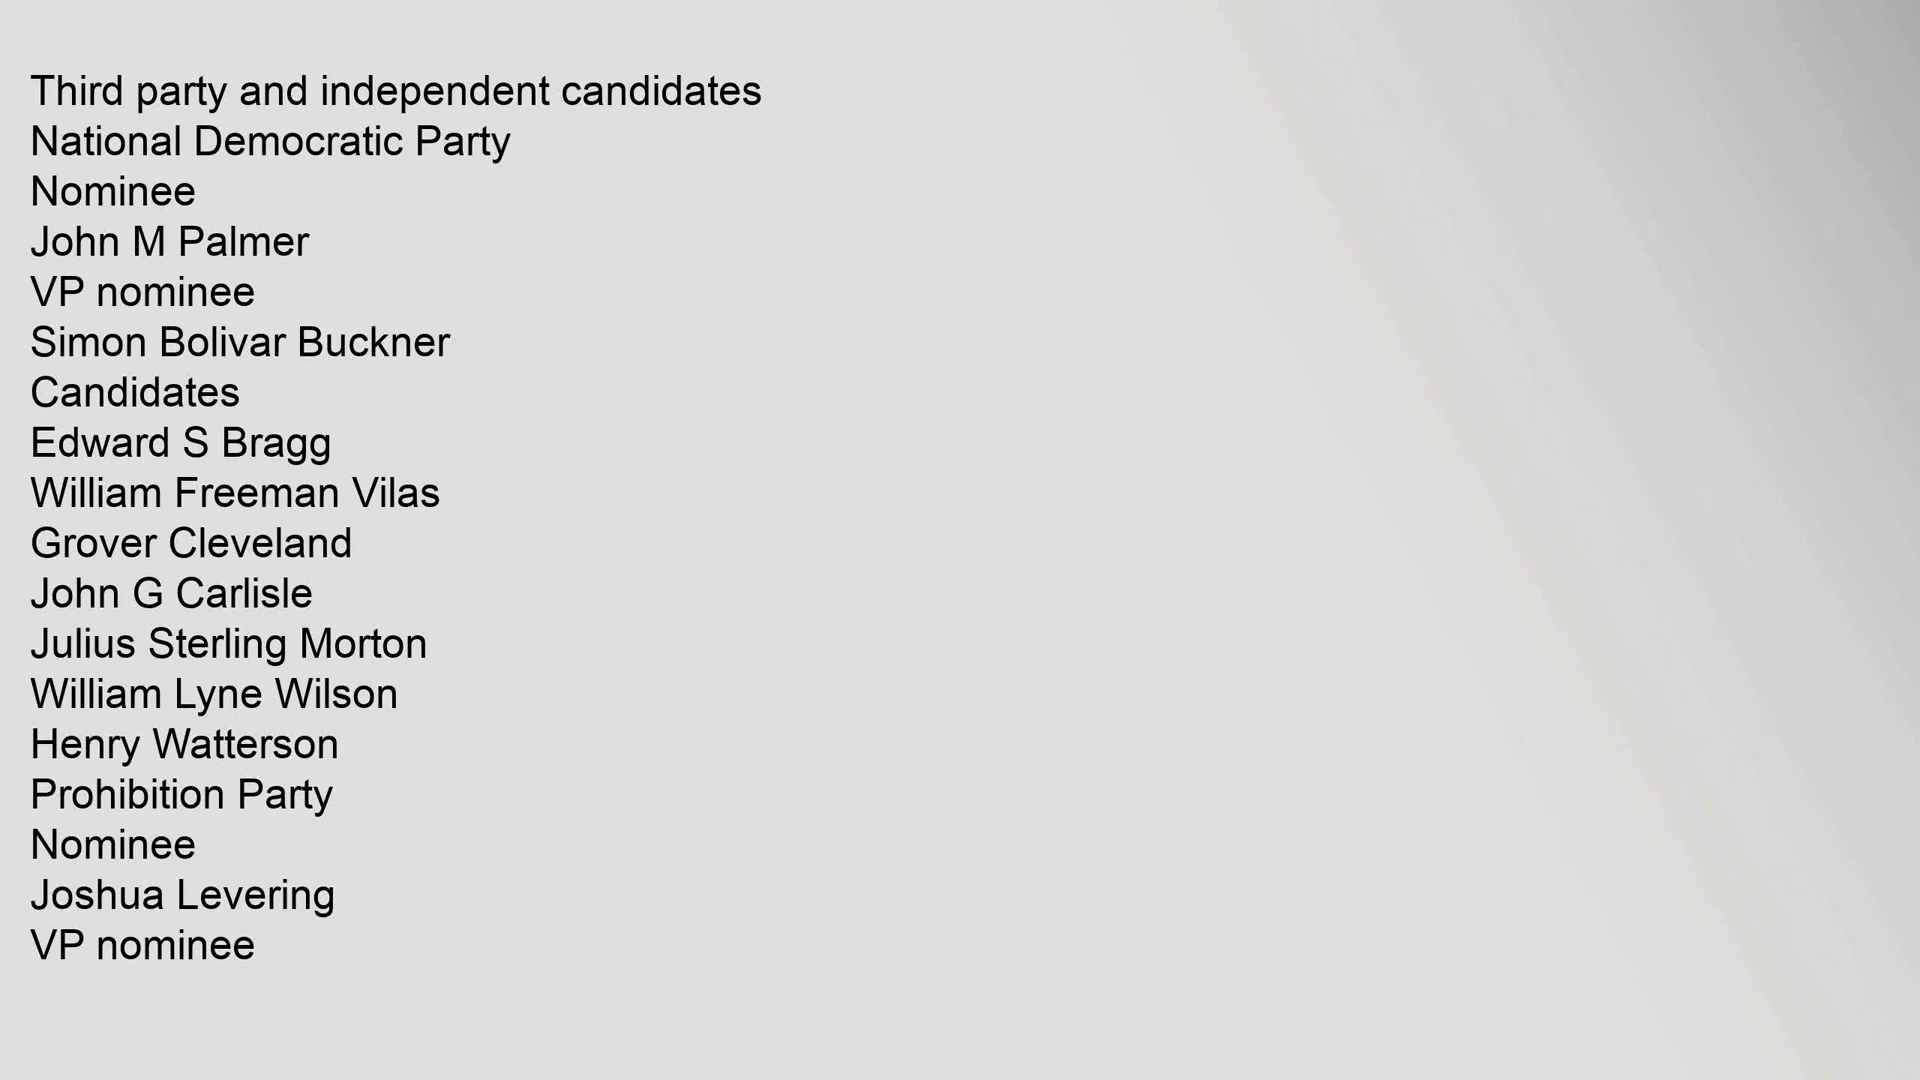 Third party and independent candidates
National Democratic Party
Nominee
John M Palmer
VP nominee
Simon Bolivar Buckner
Candidates
Edward S Bragg
William Freeman Vilas
Grover Cleveland
John G Carlisle
Julius Sterling Morton
William Lyne Wilson
Henry Watterson
Prohibition Party
Nominee
Joshua Levering
VP nominee